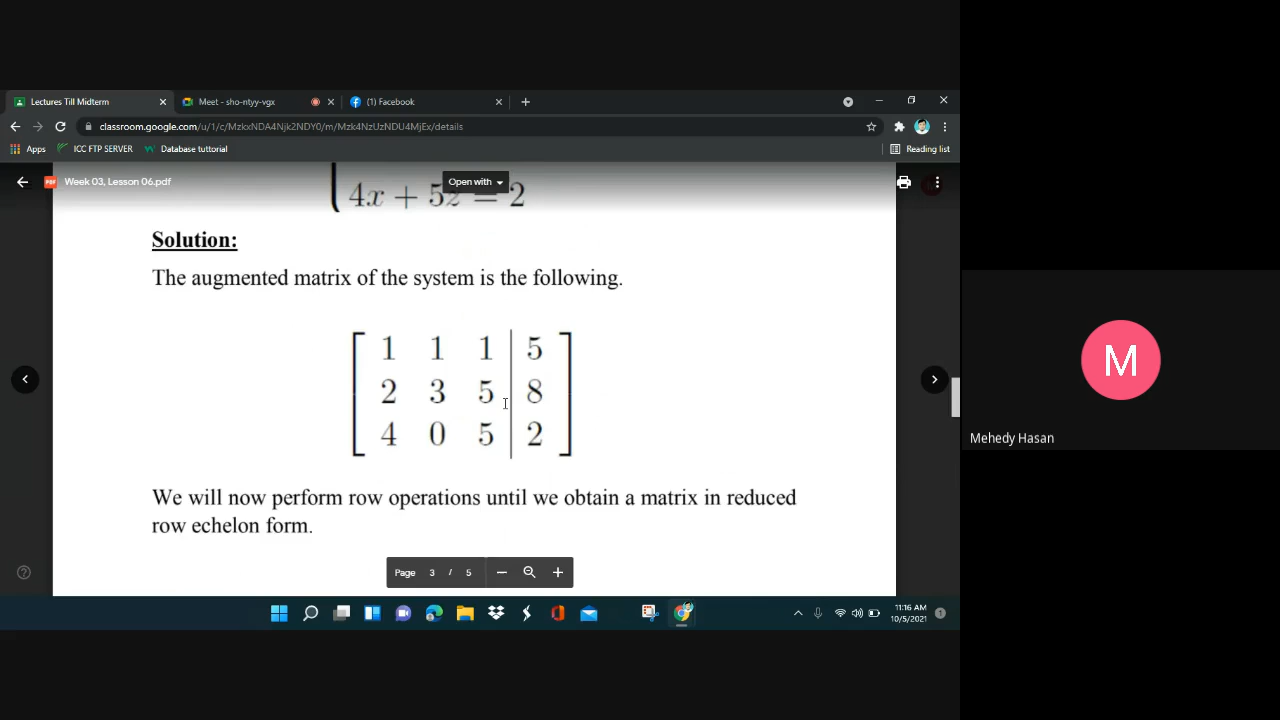 Lectures Till Midterm
Meet - sho-ntyy-vgx
(1) Facebook
classroom.google.com/u/1/c/MzkxNDA4Njk2NDY0/m/Mzk4NzUzNDU4MjEx/details
Apps
ICC FTP SERVER
Database tuttorial
Reading list
PDF
Week 03, Lesson 06.pdf
Open with
4x + 5z = 2
Solution:
The augmented matrix of the system is the following.
1 1 1 5
2 3 5 8
4 0 5 2
We will now perform row operations until we obtain a matrix in reduced
row echelon form.
Page 3 / 5
11:16 AM
10/5/2021
1
M
Mehedy Hasan